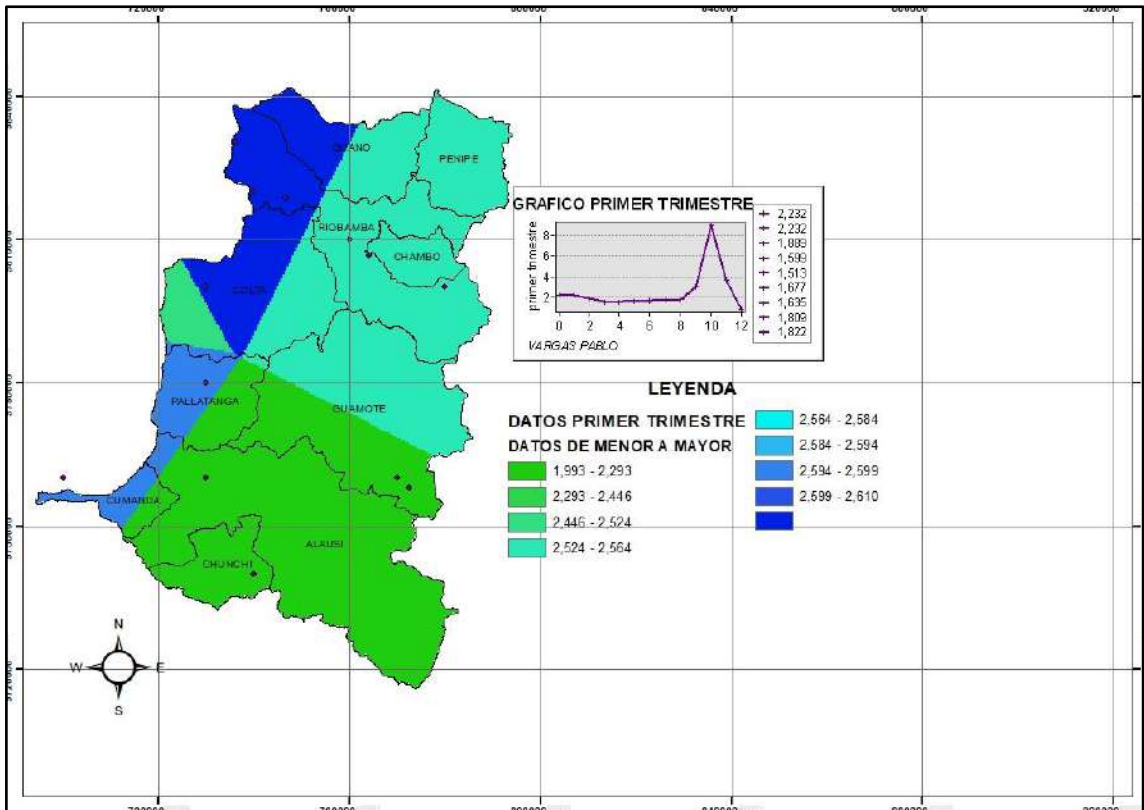 GUANO
PENIPE
RIOBAMBA
CHAMBO
COLTA
PALLATANGA
GUAMOTE
CUMANDA
ALAUSI
CHUNCHI
N
W E
S
GRAFICO PRIMER TRIMESTRE
primer trimestre
8
6
4
2
0 2 4 6 8 10 12
VARGAS PABLO
2,232
2,232
1,889
1,599
1,513
1,677
1,635
1,809
1,822
LEYENDA
DATOS PRIMER TRIMESTRE
DATOS DE MENOR A MAYOR
1,993 - 2,293
2,293 - 2,446
2,446 - 2,524
2,524 - 2,564
2,564 - 2,584
2,584 - 2,594
2,594 - 2,599
2,599 - 2,610